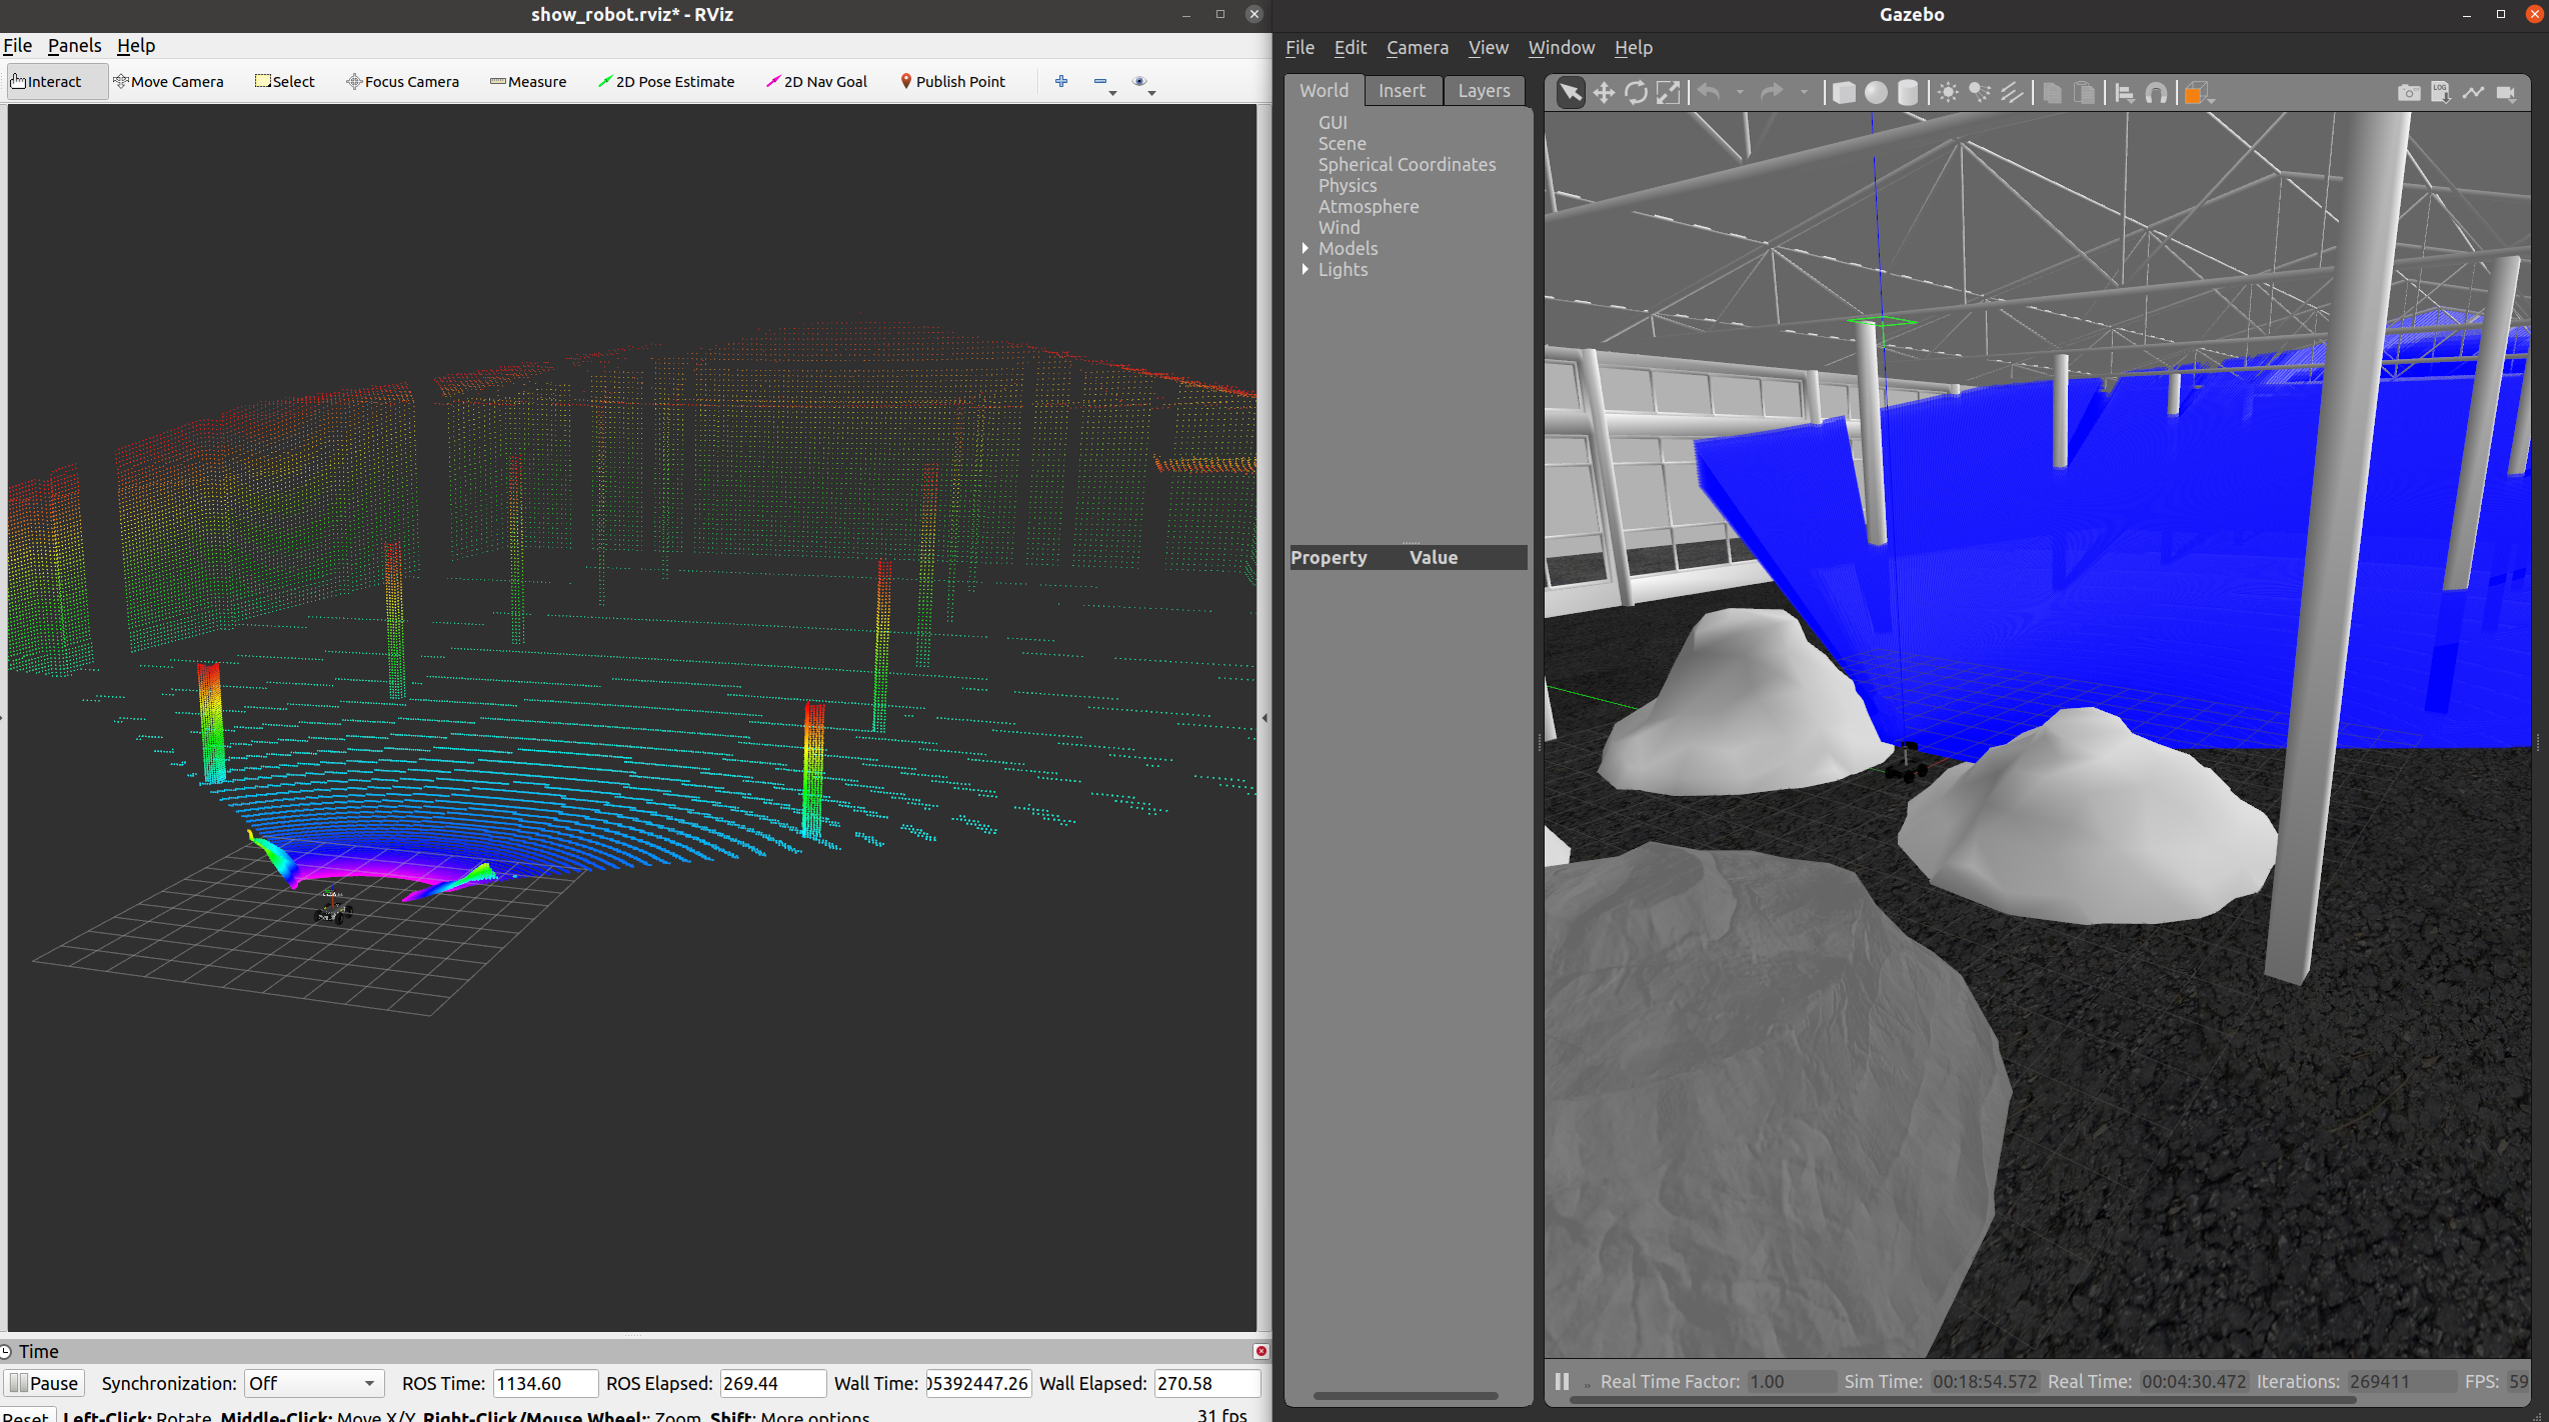 show_robot.rviz* - RViz
File Panels Help
Interact Move Camera Select Focus Camera Measure 2D Pose Estimate 2D Nav Goal Publish Point
Time
Pause Synchronization: Off ROS Time: 1134.60 ROS Elapsed: 269.44 Wall Time: 05392447.26 Wall Elapsed: 270.58
Reset Left-Click: Rotate. Middle-Click: Move X/Y. Right-Click/Mouse Wheel:: Zoom. Shift: More options. 31 fps
Gazebo
File Edit Camera View Window Help
World Insert Layers
LOG
GUI
Scene
Spherical Coordinates
Physics
Atmosphere
Wind
Models
Lights
Property Value
Real Time Factor: 1.00 Sim Time: 00:18:54.572 Real Time: 00:04:30.472 Iterations: 269411 FPS: 59